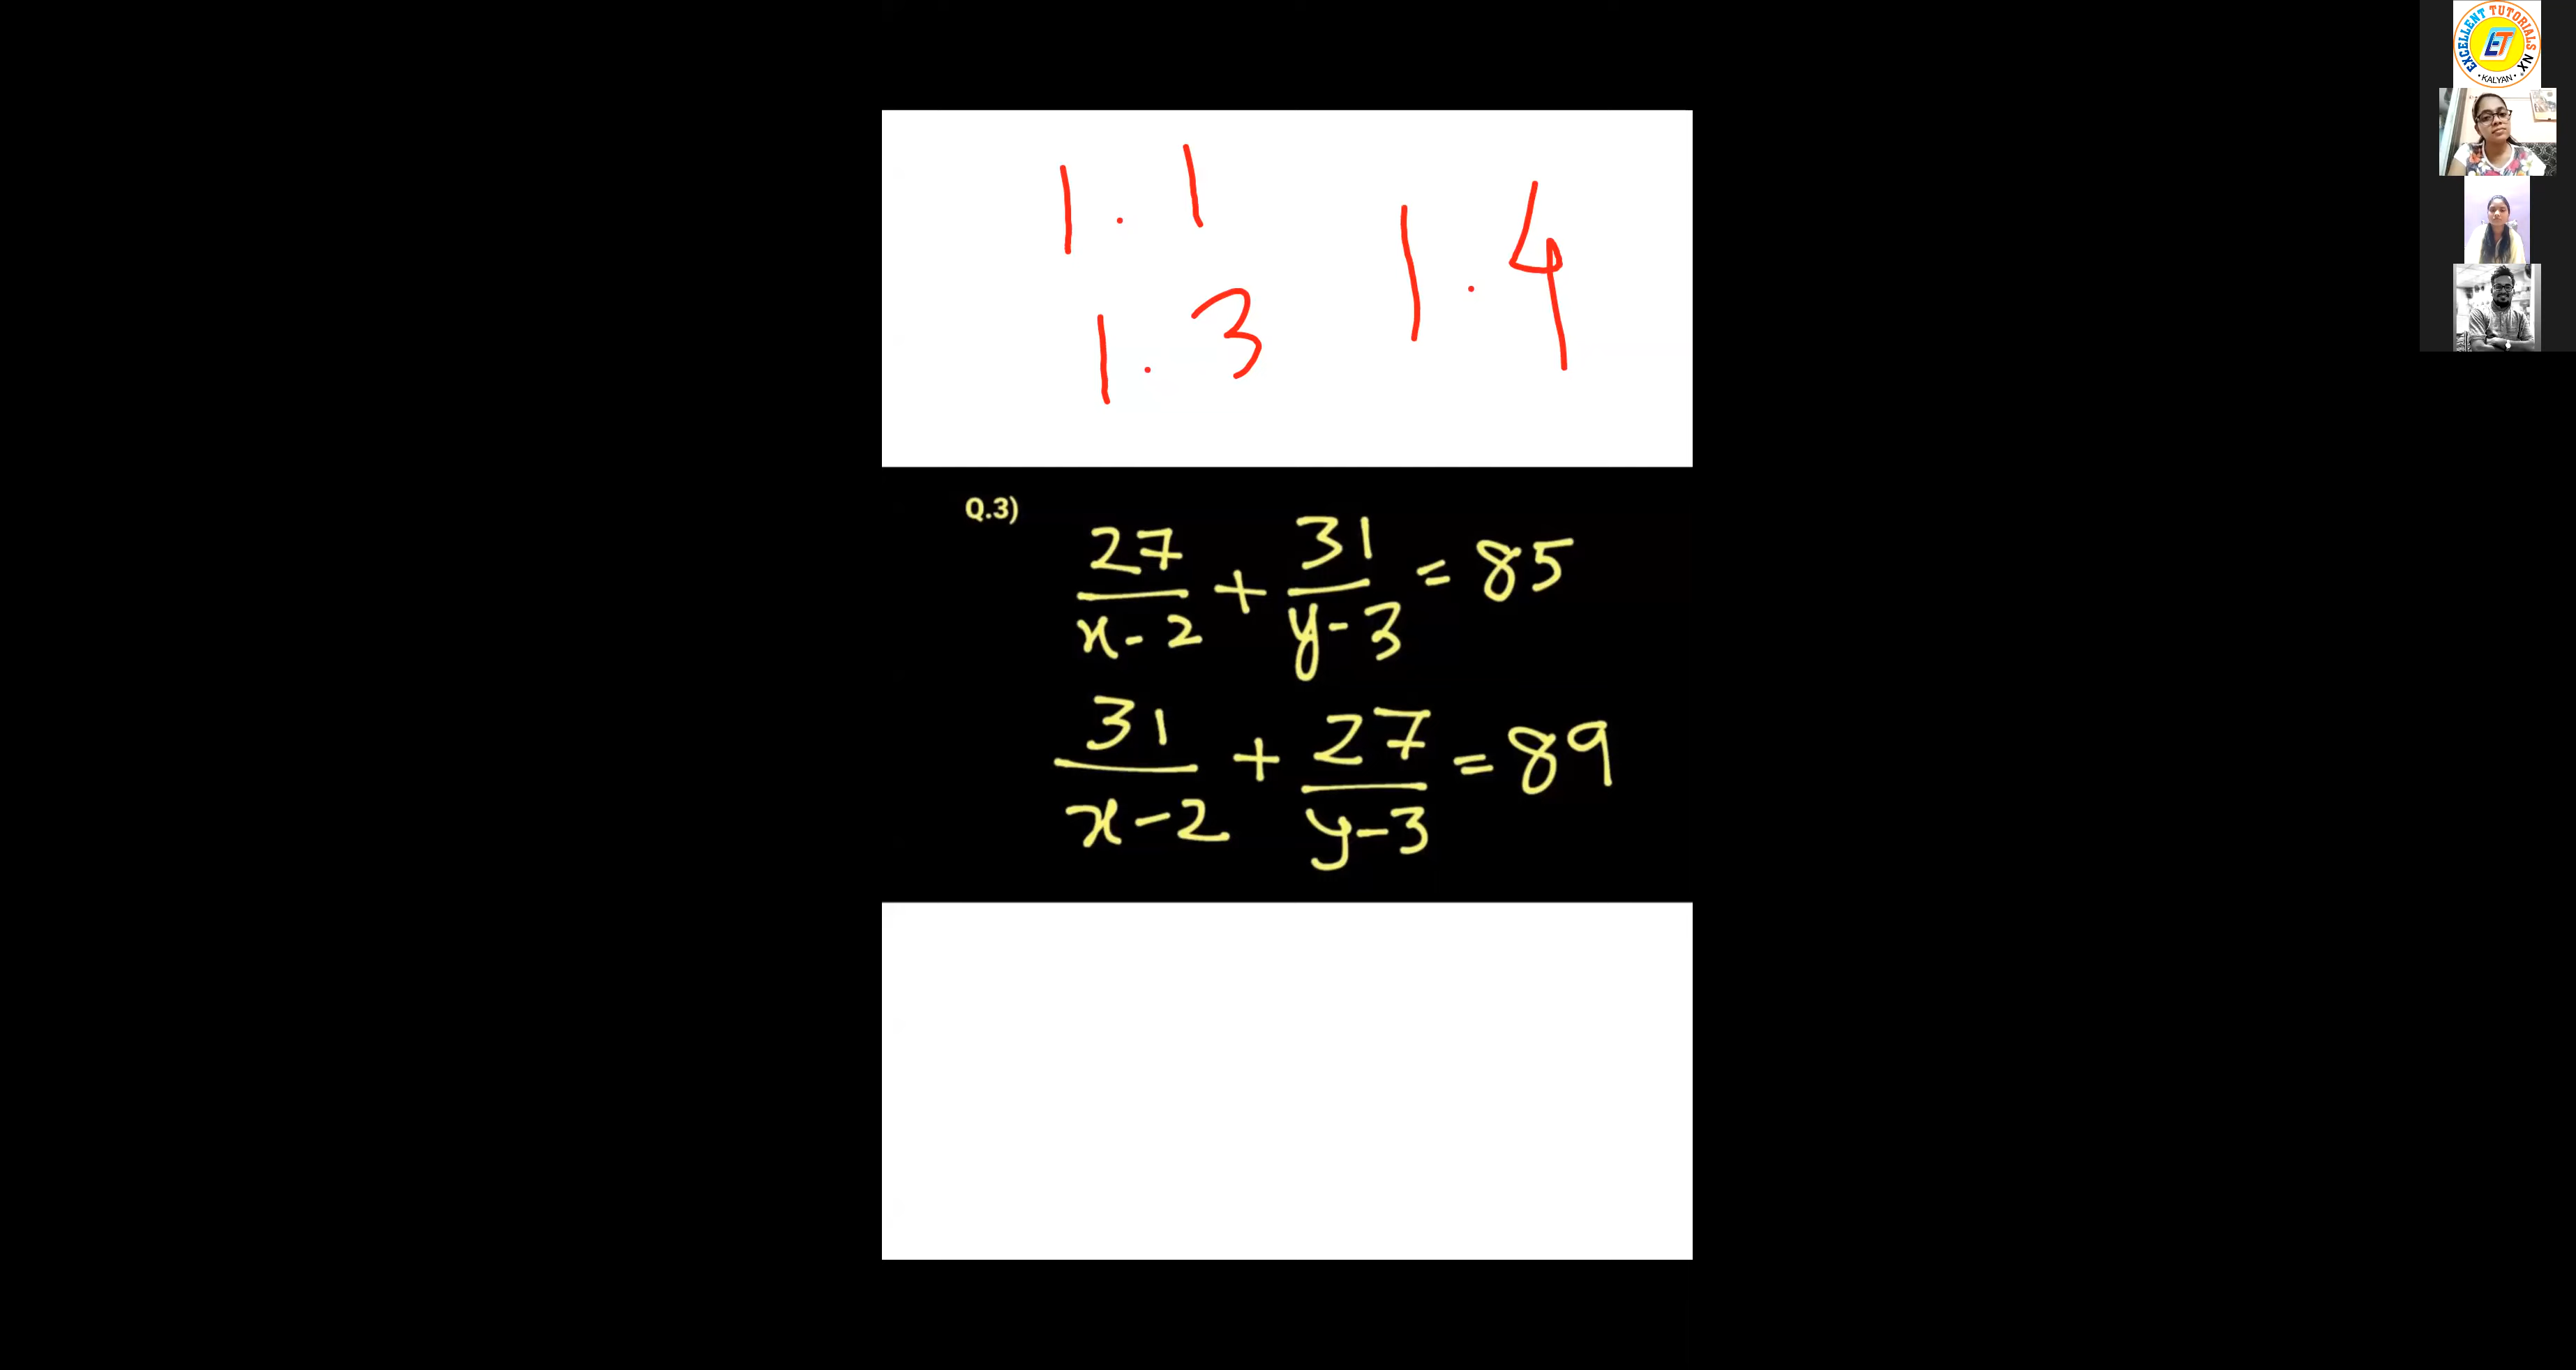 1.1
1.3
1.4
Q.3)
27/x-2 + 31/y-3 = 85
31/x-2 + 27/y-3 = 89
EXCELLENT TUTORIALS NX.
ET
• KALYAN •